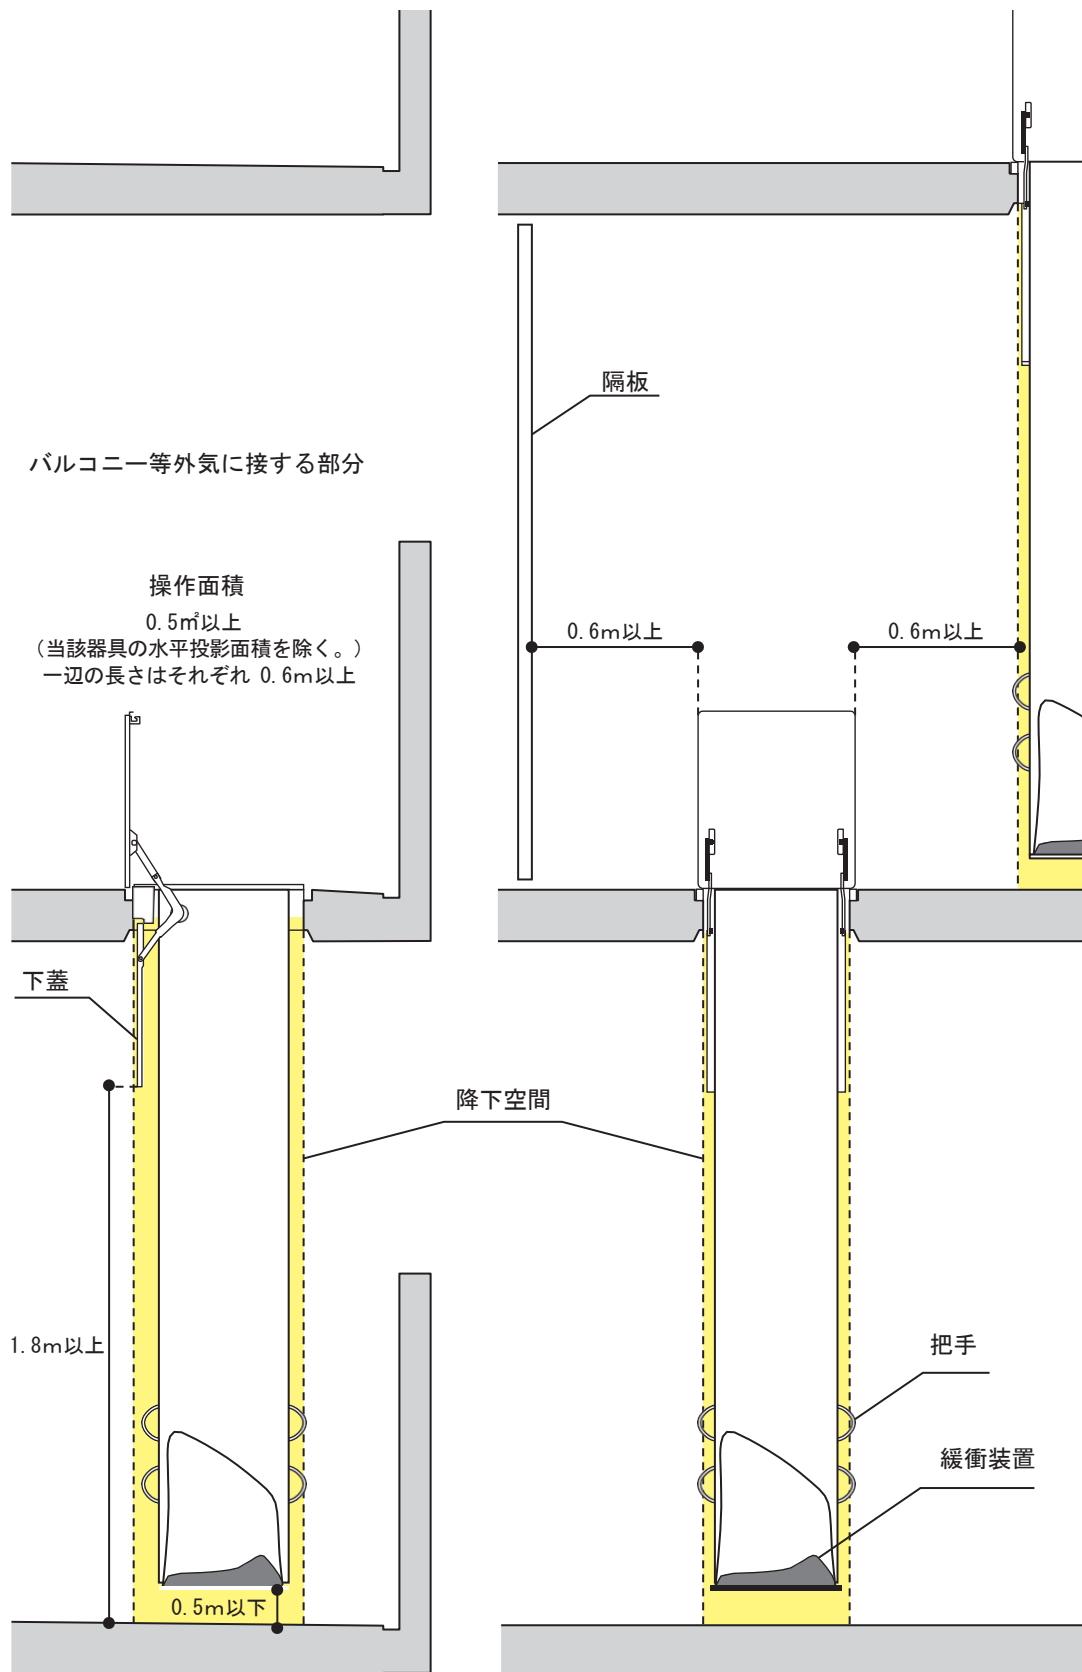 隔板
バルコニー等外気に接する部分
操作面積
0.5㎡以上
（当該器具の水平投影面積を除く。）
一辺の長さはそれぞれ 0.6m以上
0.6m以上
0.6m以上
下蓋
降下空間
1.8m以上
把手
緩衝装置
0.5m以下